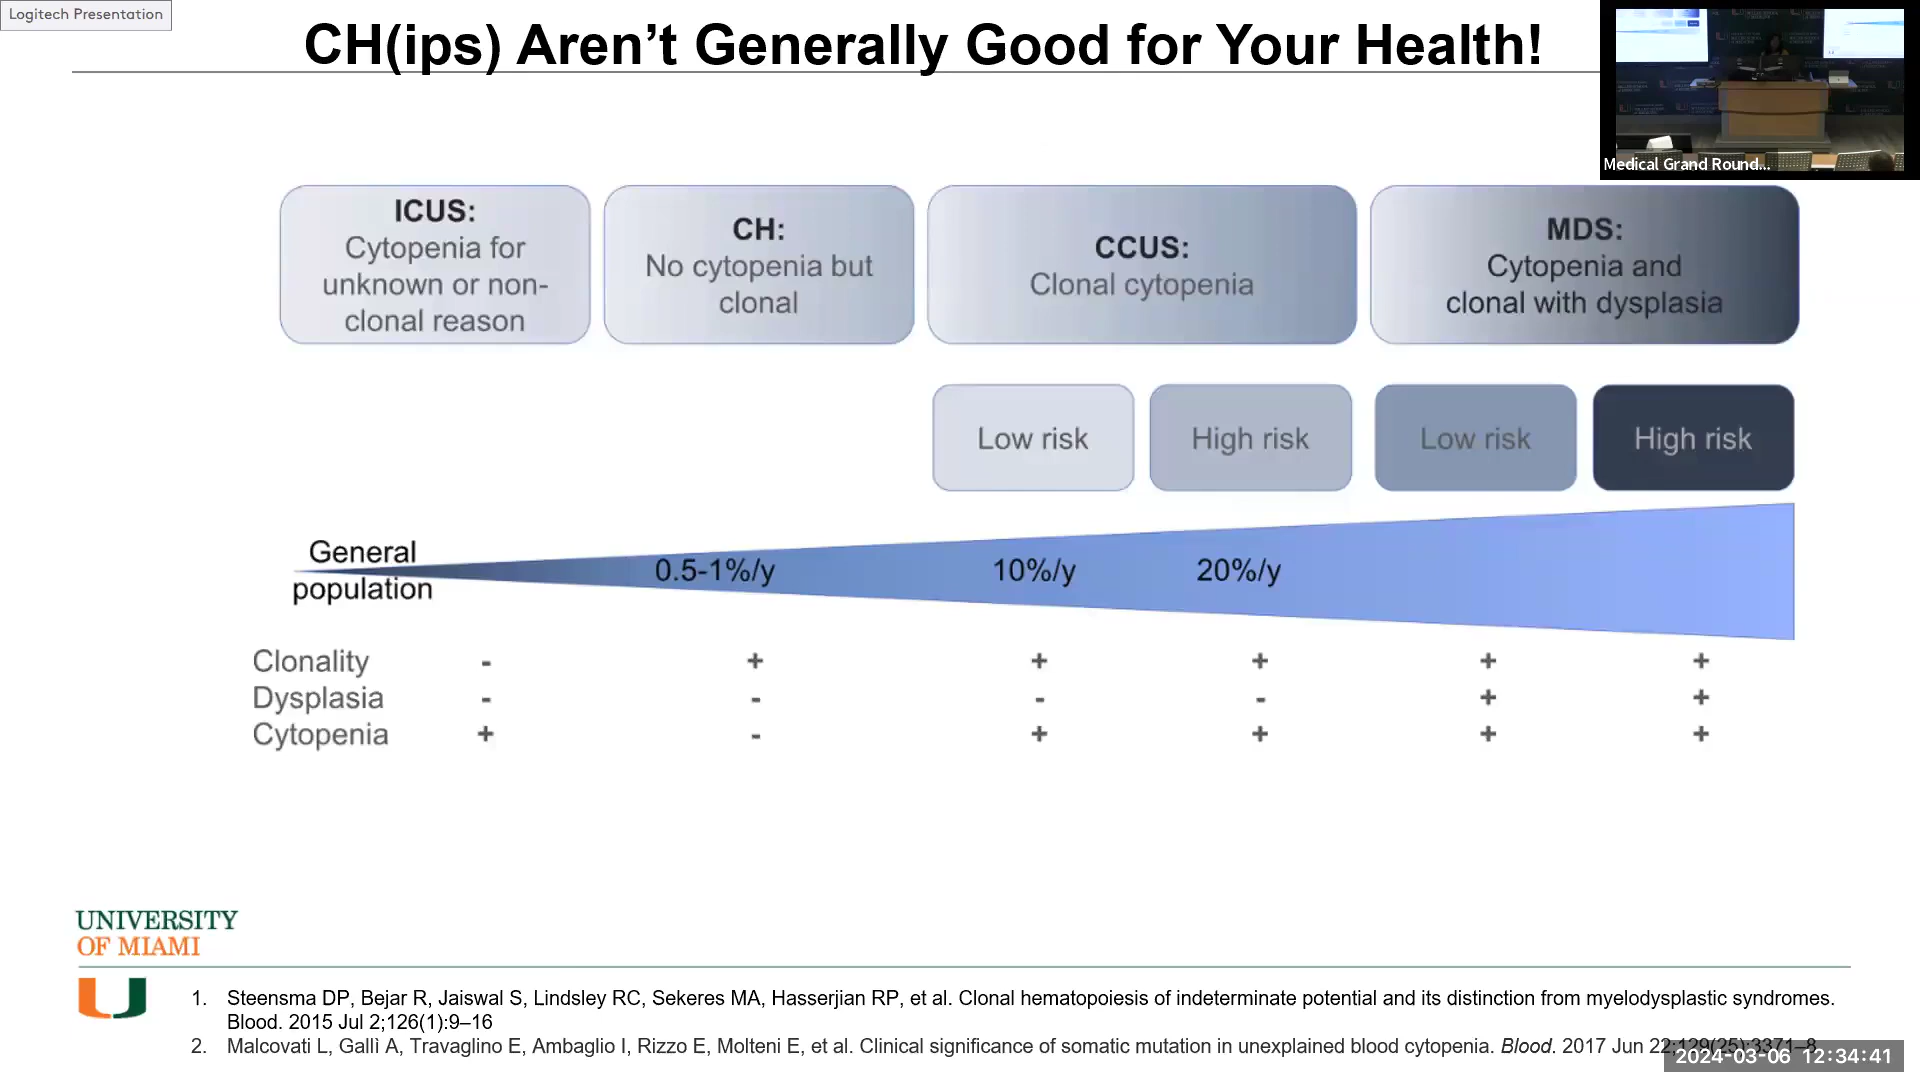 Logitech Presentation
CH(ips) Aren't Generally Good for Your Health!
Medical Grand Round...
ICUS:
Cytopenia for
unknown or non-
clonal reason
CH:
No cytopenia but
clonal
CCUS:
Clonal cytopenia
MDS:
Cytopenia and
clonal with dysplasia
Low risk
High risk
Low risk
High risk
General
population
0.5-1%/y
10%/y
20%/y
Clonality - + + + + +
Dysplasia - - - - + +
Cytopenia + - + + + +
UNIVERSITY
OF MIAMI
1. Steensma DP, Bejar R, Jaiswal S, Lindsley RC, Sekeres MA, Hasserjian RP, et al. Clonal hematopoiesis of indeterminate potential and its distinction from myelodysplastic syndromes.
Blood. 2015 Jul 2;126(1):9–16
2. Malcovati L, Gallì A, Travaglino E, Ambaglio I, Rizzo E, Molteni E, et al. Clinical significance of somatic mutation in unexplained blood cytopenia. Blood. 2017 Jun 22;129(25):3371–8
2024-03-06 12:34:41